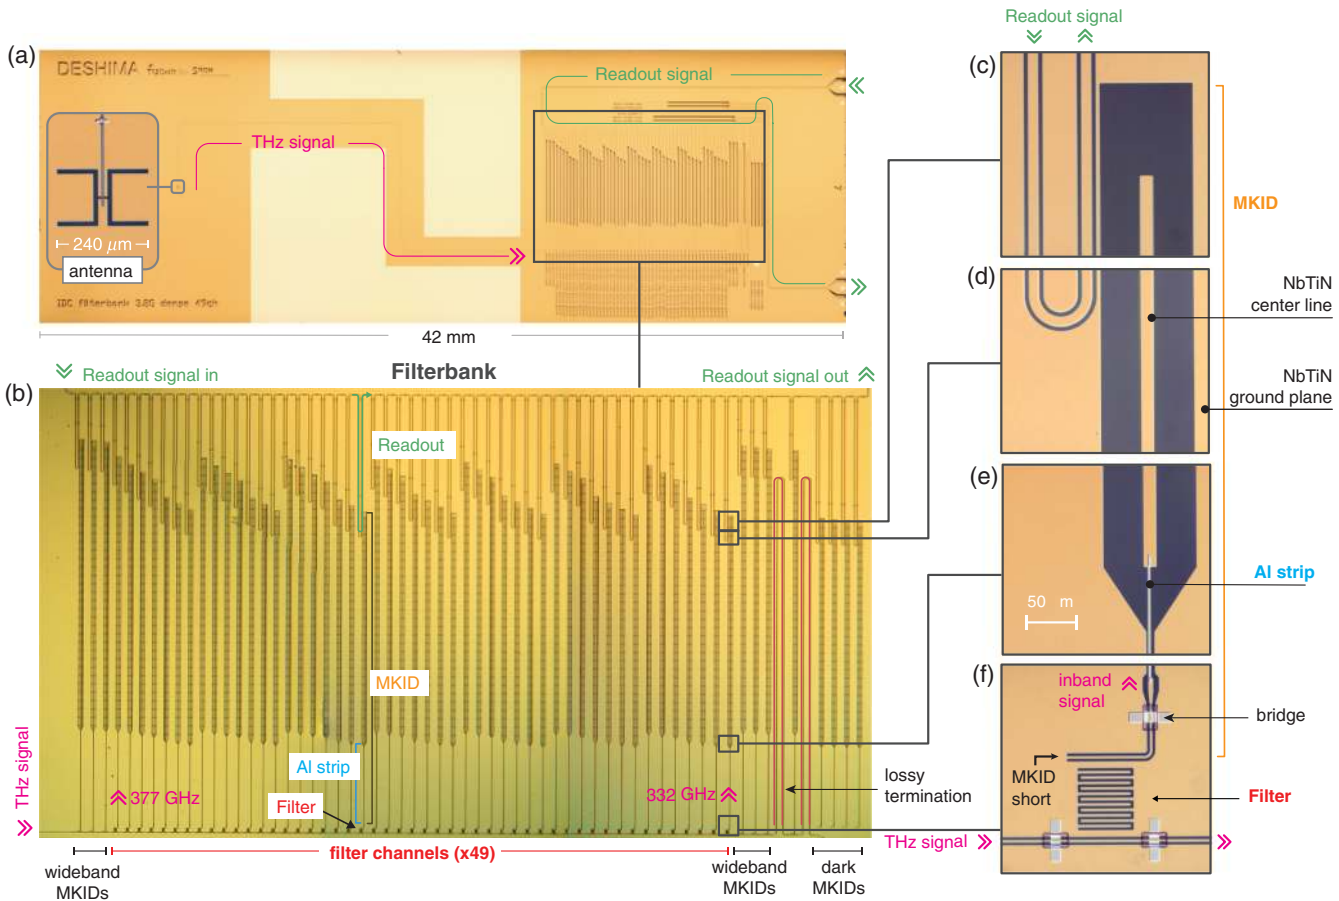 Readout signal
(a)
DESHIMA
Readout signal
THz signal
240 μm
antenna
IDC filterbank
dense
42 mm
(b)
Readout signal in
Filterbank
Readout signal out
Readout
MKID
Al strip
Filter
377 GHz
332 GHz
lossy
termination
THz signal
wideband
MKIDs
filter channels (x49)
wideband
MKIDs
dark
MKIDs
(c)
MKID
(d)
NbTiN
center line
NbTiN
ground plane
(e)
Al strip
50 m
(f)
inband
signal
bridge
MKID
short
Filter
THz signal